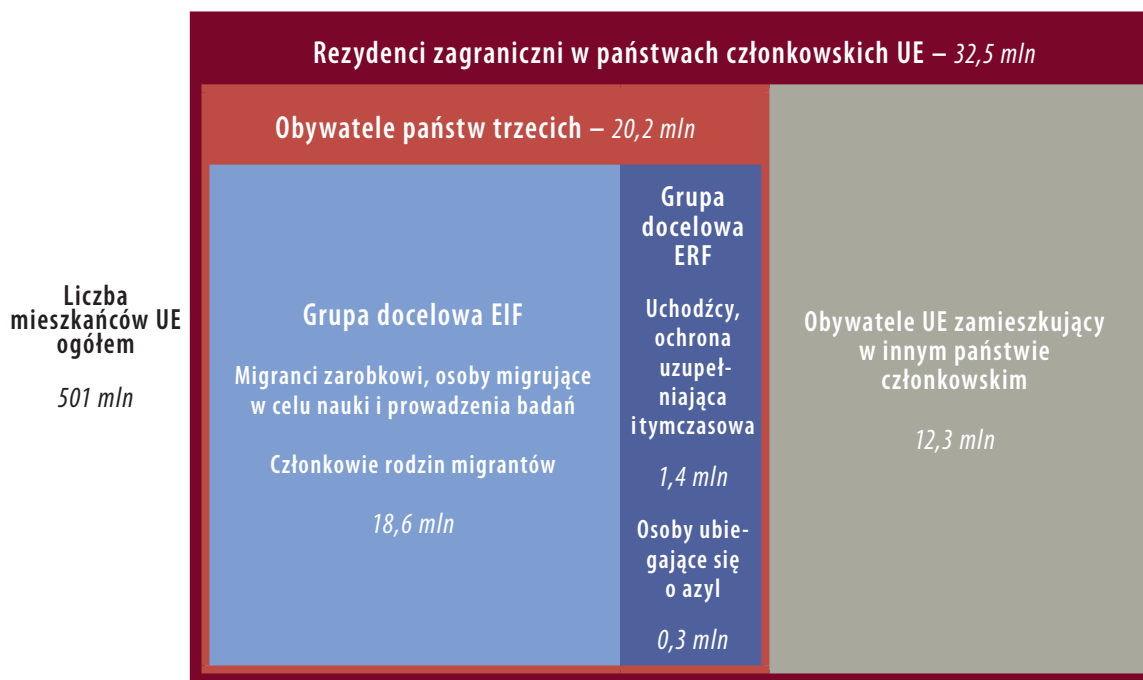 Rezydenci zagraniczni w państwach członkowskich UE – 32,5 mln
Obywatele państw trzecich – 20,2 mln
Liczba
mieszkańców UE
ogółem
501 mln
Grupa docelowa EIF
Migranci zarobkowi, osoby migrujące
w celu nauki i prowadzenia badań
Członkowie rodzin migrantów
18,6 mln
Grupa
docelowa
ERF
Uchodźcy,
ochrona
uzupeł-
niająca
i tymczasowa
1,4 mln
Osoby ubie-
gające się
o azyl
0,3 mln
Obywatele UE zamieszkujący
w innym państwie
członkowskim
12,3 mln